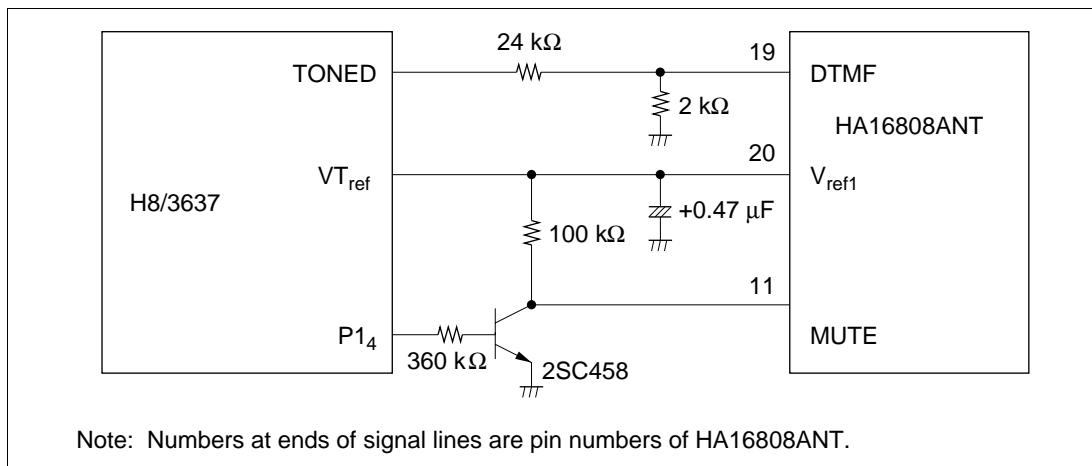 24 kΩ
19
TONED
DTMF
2 kΩ
HA16808ANT
20
VTref
Vref1
H8/3637
+0.47 μF
100 kΩ
11
P14
MUTE
360 kΩ
2SC458
Note: Numbers at ends of signal lines are pin numbers of HA16808ANT.